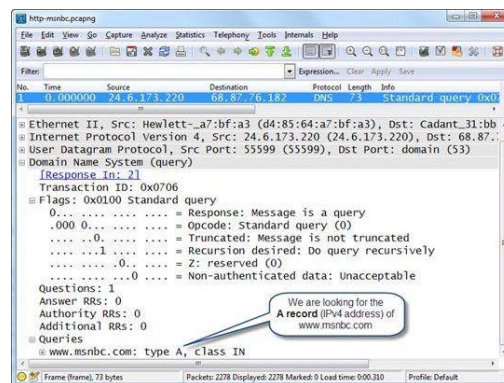 http-msnbc.pcapng
File Edit View Go Capture Analyze Statistics Telephony Tools Internals Help
Filter: Expression... Clear Apply Save
No. Time Source Destination Protocol Length Info
1 0.000000 24.6.173.220 68.87.76.182 DNS 73 Standard query 0x07
Ethernet II, Src: Hewlett-_a7:bf:a3 (d4:85:64:a7:bf:a3), Dst: Cadant_31:bb
Internet Protocol Version 4, Src: 24.6.173.220 (24.6.173.220), Dst: 68.87.
User Datagram Protocol, Src Port: 55599 (55599), Dst Port: domain (53)
Domain Name System (query)
[Response In: 2]
Transaction ID: 0x0706
Flags: 0x0100 Standard query
0... .... .... .... = Response: Message is a query
.000 0... .... .... = Opcode: Standard query (0)
.... ..0. .... .... = Truncated: Message is not truncated
.... ...1 .... .... = Recursion desired: Do query recursively
.... .... .0.. .... = Z: reserved (0)
.... .... ...0 .... = Non-authenticated data: Unacceptable
Questions: 1
Answer RRs: 0
Authority RRs: 0
Additional RRs: 0
Queries
www.msnbc.com: type A, class IN
We are looking for the
A record (IPv4 address) of
www.msnbc.com
Frame (frame), 73 bytes Packets: 2278 Displayed: 2278 Marked: 0 Load time: 0:00.310 Profile: Default